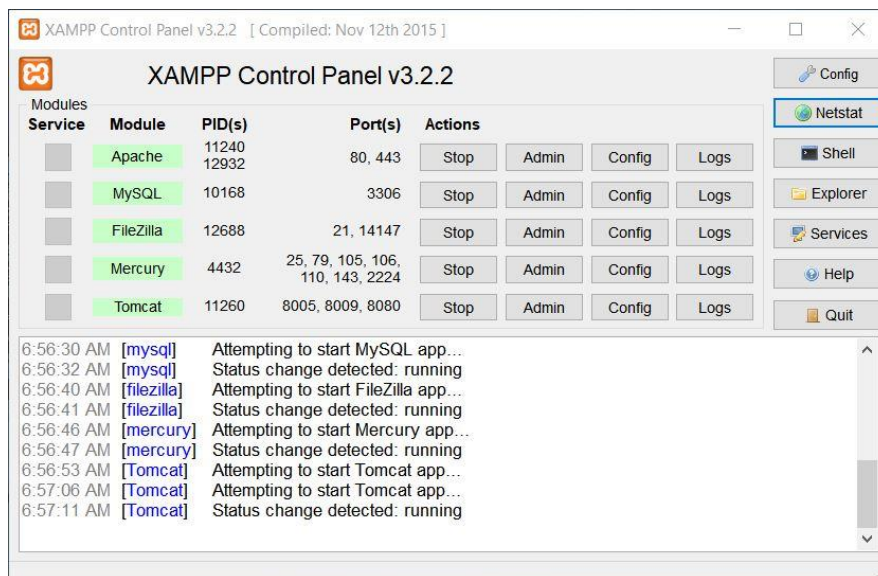 XAMPP Control Panel v3.2.2 [ Compiled: Nov 12th 2015 ]
XAMPP Control Panel v3.2.2
Config
Modules
Service Module PID(s) Port(s) Actions
Netstat
Apache 11240 12932 80, 443 Stop Admin Config Logs
Shell
MySQL 10168 3306 Stop Admin Config Logs
Explorer
FileZilla 12688 21, 14147 Stop Admin Config Logs
Services
Mercury 4432 25, 79, 105, 106, 110, 143, 2224 Stop Admin Config Logs
Help
Tomcat 11260 8005, 8009, 8080 Stop Admin Config Logs
Quit
6:56:30 AM [mysql] Attempting to start MySQL app...
6:56:32 AM [mysql] Status change detected: running
6:56:40 AM [filezilla] Attempting to start FileZilla app...
6:56:41 AM [filezilla] Status change detected: running
6:56:46 AM [mercury] Attempting to start Mercury app...
6:56:47 AM [mercury] Status change detected: running
6:56:53 AM [Tomcat] Attempting to start Tomcat app...
6:57:06 AM [Tomcat] Attempting to start Tomcat app...
6:57:11 AM [Tomcat] Status change detected: running